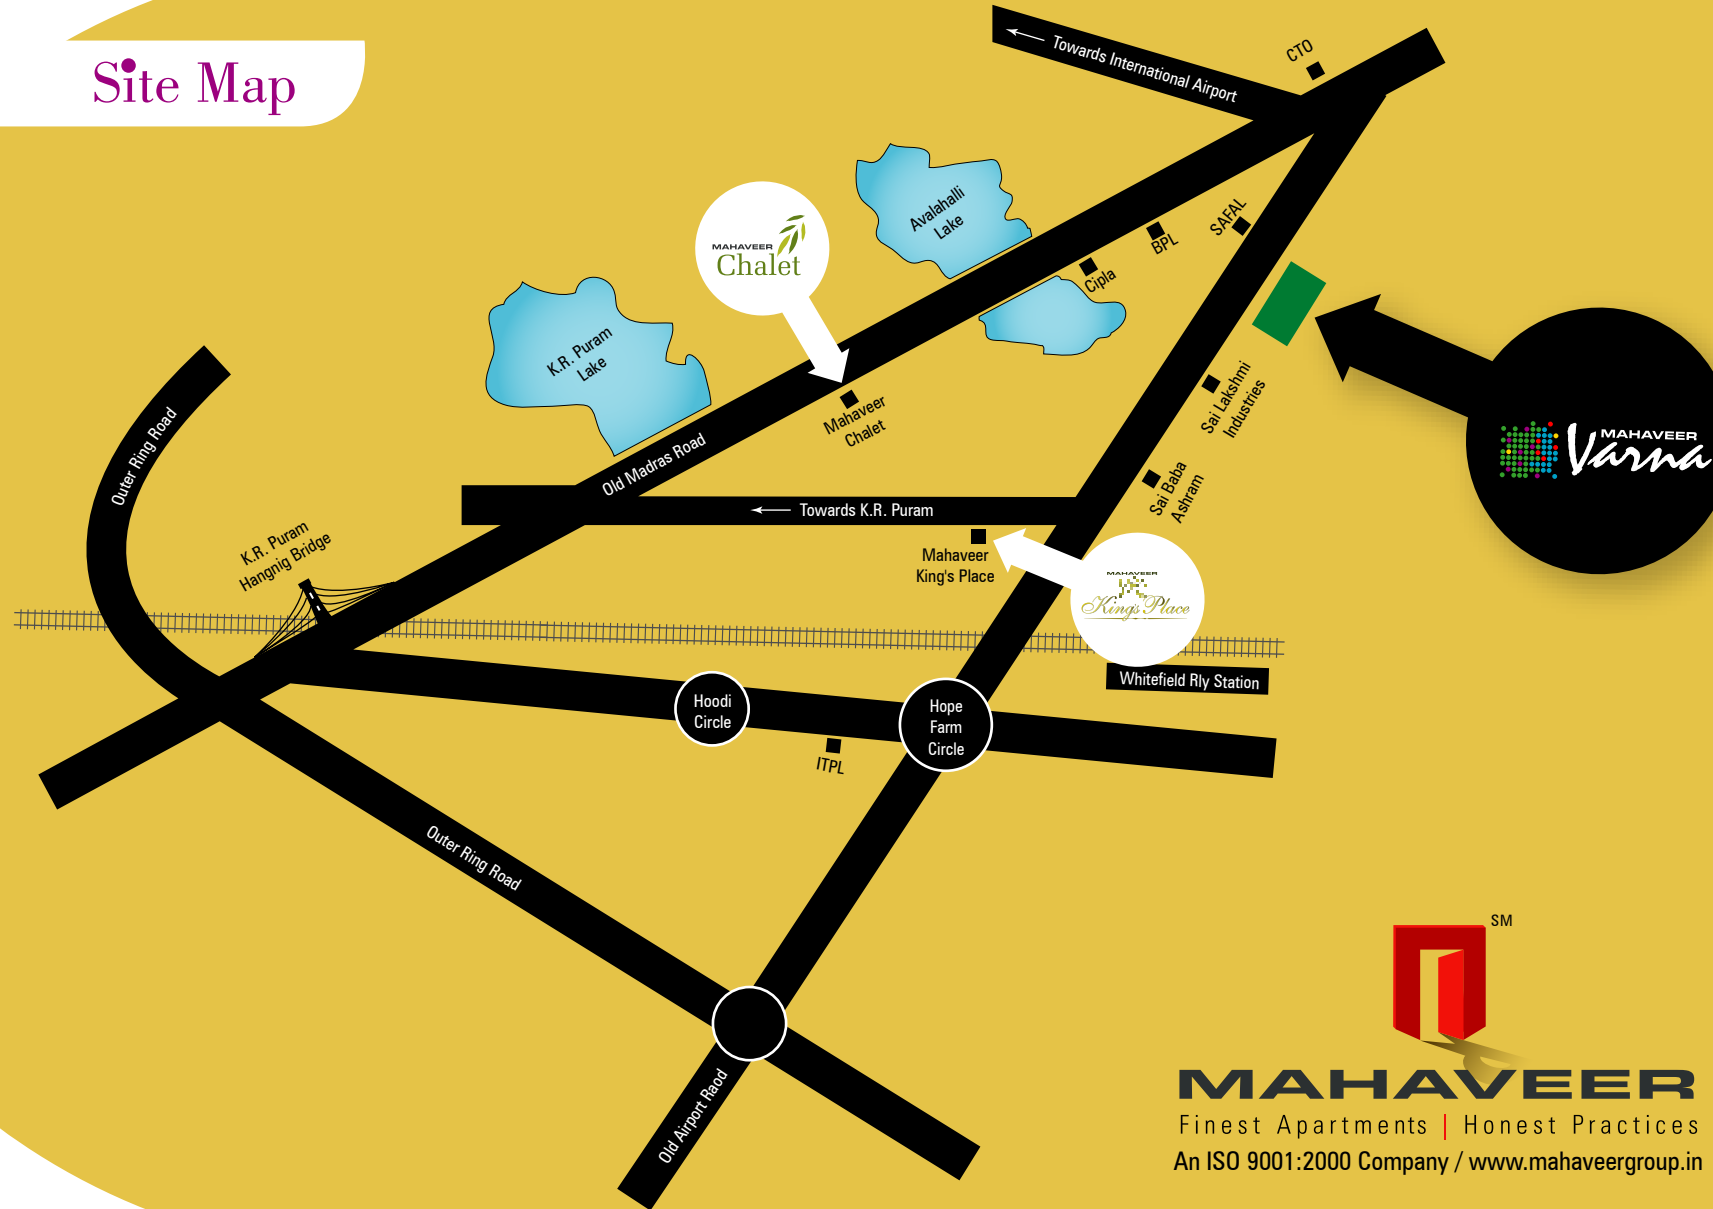 Site Map
Towards International Airport
CTO
Avalahalli
Lake
MAHAVEER
Chalet
SAFAL
BPL
Cipla
K.R. Puram
Lake
Mahaveer
Chalet
Sai Lakshmi
Industries
MAHAVEER
Varna
Outer Ring Road
Old Madras Road
Sai Baba
Ashram
Towards K.R. Puram
K.R. Puram
Hangnig Bridge
Mahaveer
King's Place
MAHAVEER
King's Place
Whitefield Rly Station
Hoodi
Circle
Hope
Farm
Circle
ITPL
Outer Ring Road
Old Airport Raod
SM
MAHAVEER
Finest Apartments | Honest Practices
An ISO 9001:2000 Company / www.mahaveergroup.in